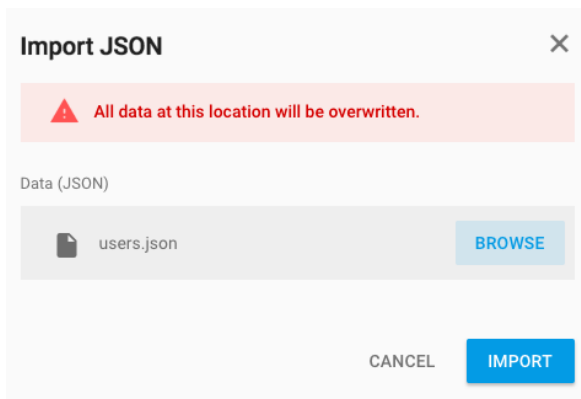 Import JSON
All data at this location will be overwritten.
Data (JSON)
users.json
BROWSE
CANCEL
IMPORT